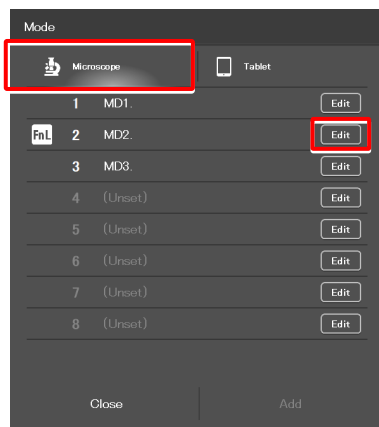 Mode
Microscope Tablet
1 MD1. Edit
FnL 2 MD2. Edit
3 MD3. Edit
4 (Unset) Edit
5 (Unset) Edit
6 (Unset) Edit
7 (Unset) Edit
8 (Unset) Edit
Close Add